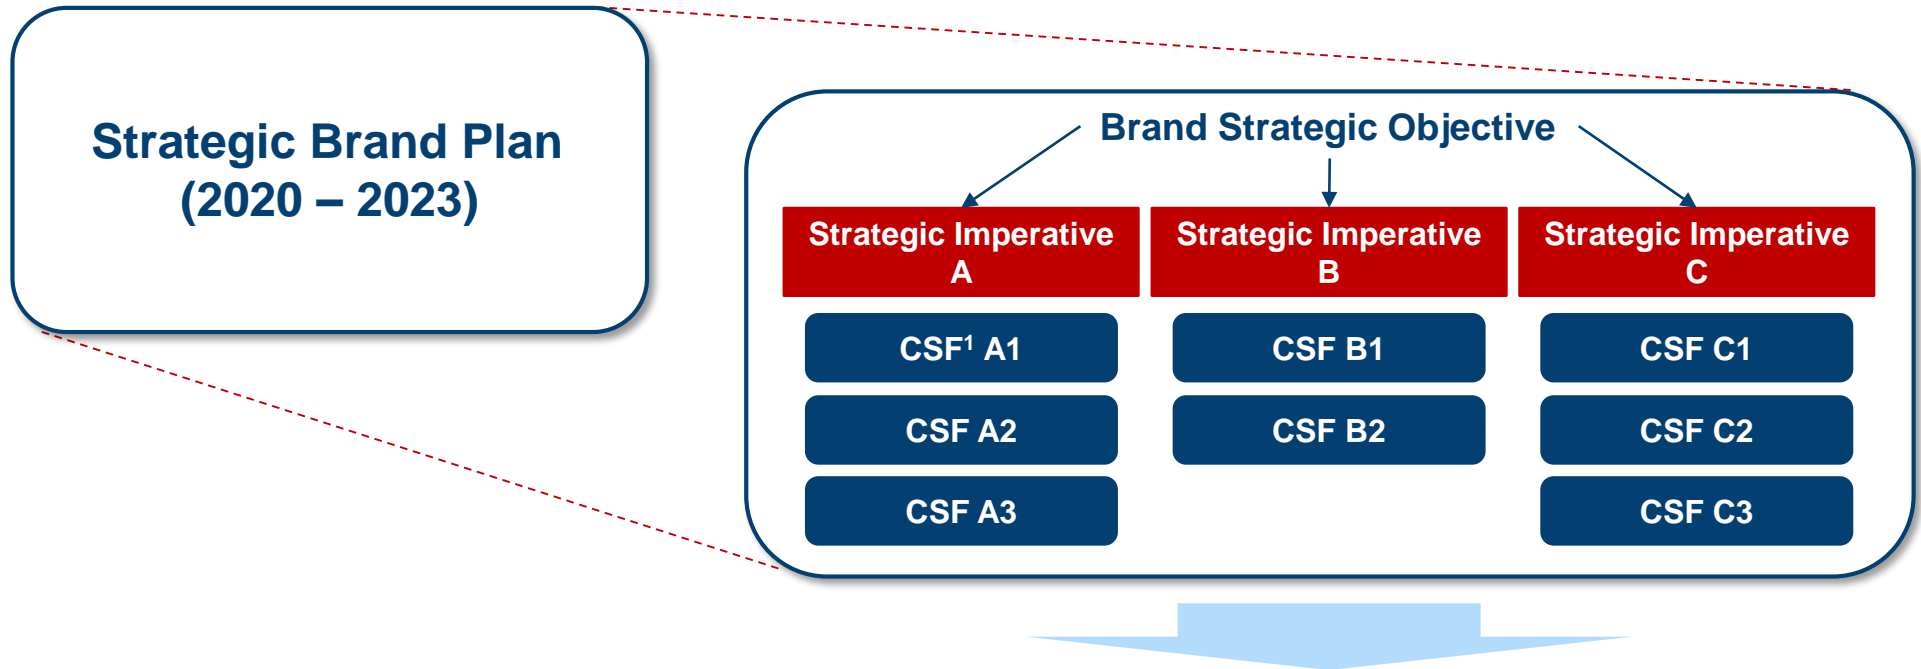 Strategic Brand Plan
(2020 – 2023)
Brand Strategic Objective
Strategic Imperative
A
Strategic Imperative
B
Strategic Imperative
C
CSF¹ A1
CSF B1
CSF C1
CSF A2
CSF B2
CSF C2
CSF A3
CSF C3